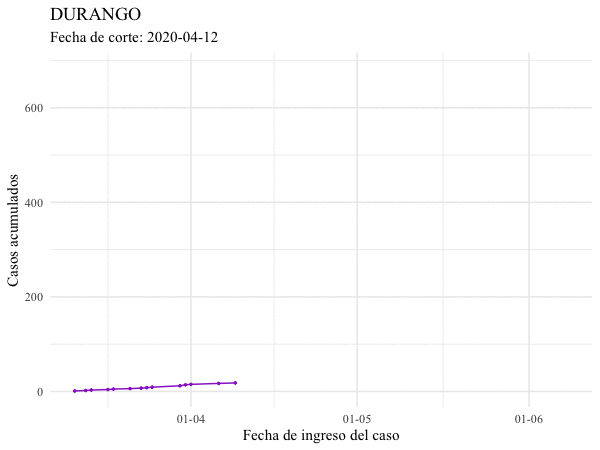 DURANGO
Fecha de corte: 2020-04-12
Casos acumulados
600
400
200
0
01-04
01-05
01-06
Fecha de ingreso del caso